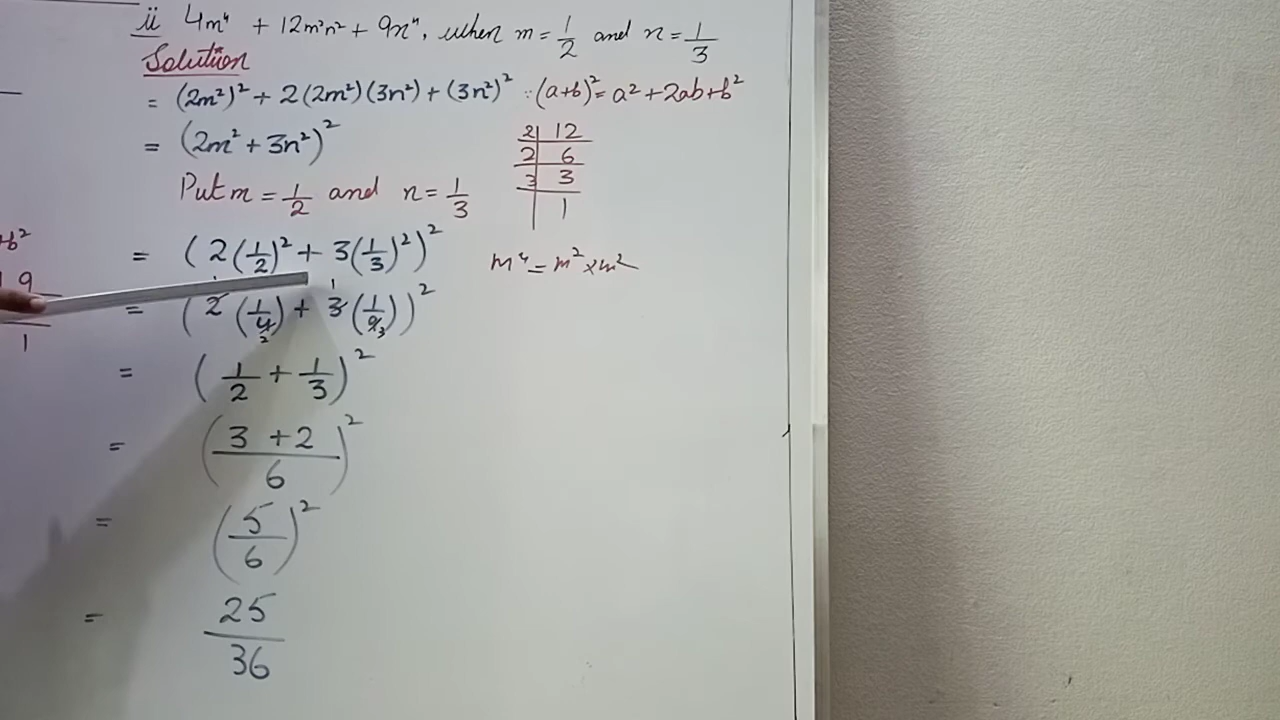 ii 4m⁴ + 12m²n² + 9n⁴, when m = 1/2 and n = 1/3
Solution
= (2m²)² + 2(2m²)(3n²) + (3n²)² ∵ (a+b)² = a² + 2ab + b²
= (2m² + 3n²)²
2 | 12
2 | 6
3 | 3
| 1
Put m = 1/2 and n = 1/3
= (2(1/2)² + 3(1/3)²)²
m⁴ = m² × m²
= (2(1/4) + 3(1/9))²
= (1/2 + 1/3)²
= (3 + 2/6)²
= (5/6)²
= 25/36
+b²
19
1